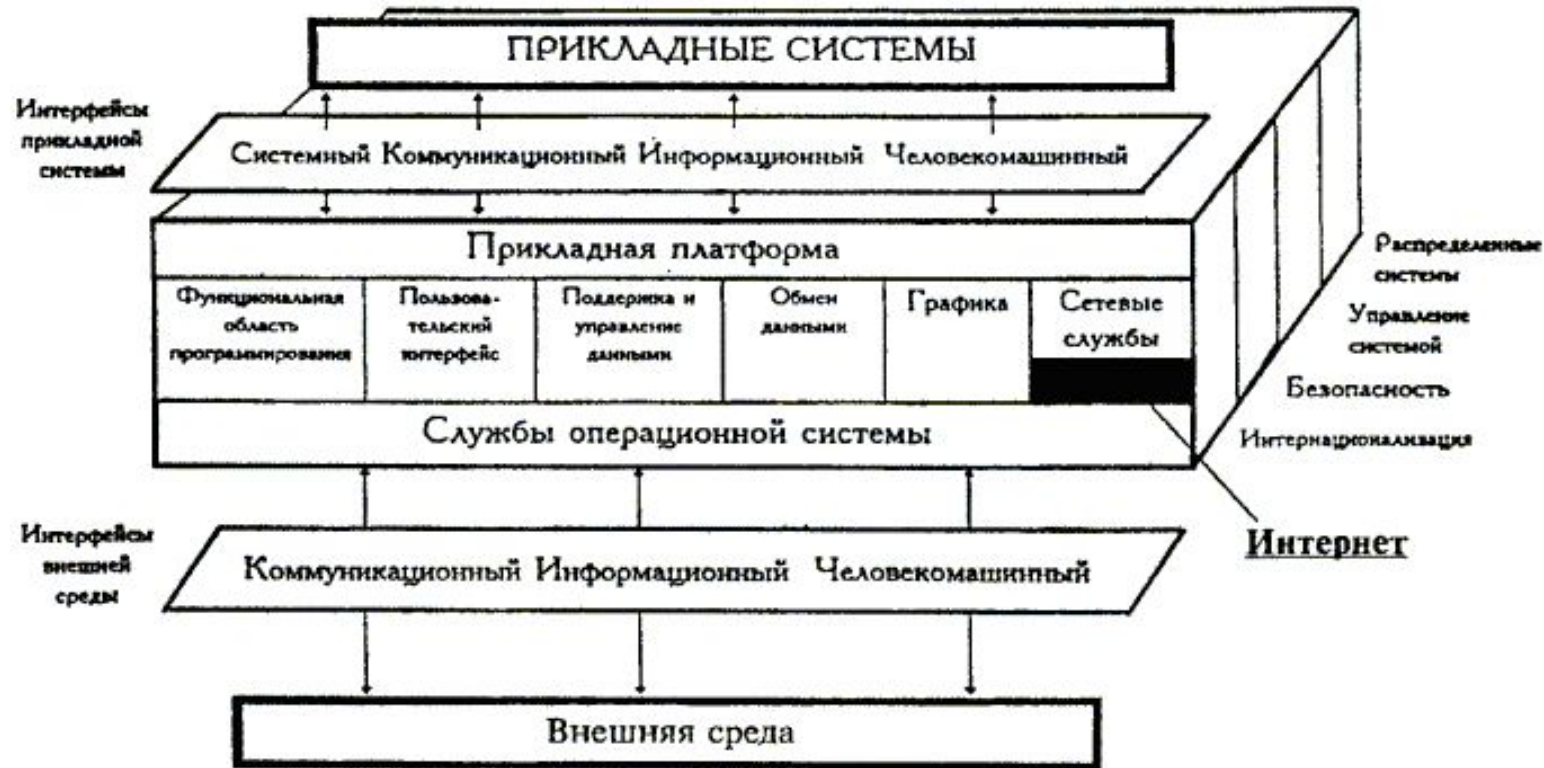 ПРИКЛАДНЫЕ СИСТЕМЫ
Интерфейсы
прикладной
системы
Системный Коммуникационный Информационный Человекомашинный
Прикладная платформа
Функциональная
область
программирования
Пользова-
тельский
интерфейс
Поддержка и
управление
данными
Обмен
данными
Графика
Сетевые
службы
Службы операционной системы
Распределенные
системы
Управление
системой
Безопасность
Интернационализация
Интернет
Интерфейсы
внешней
среды
Коммуникационный Информационный Человекомашинный
Внешняя среда